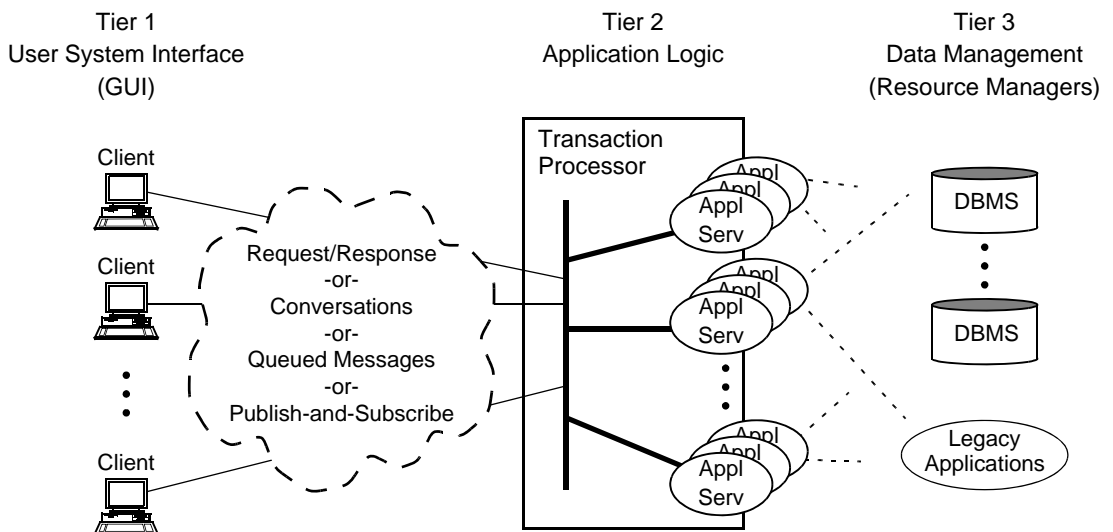 Tier 1
User System Interface
(GUI)
Tier 2
Application Logic
Tier 3
Data Management
(Resource Managers)
Client
Client
Client
Request/Response
-or-
Conversations
-or-
Queued Messages
-or-
Publish-and-Subscribe
Transaction
Processor
Appl
Appl
Appl
Serv
Appl
Appl
Appl
Serv
Appl
Appl
Serv
DBMS
DBMS
Legacy
Applications